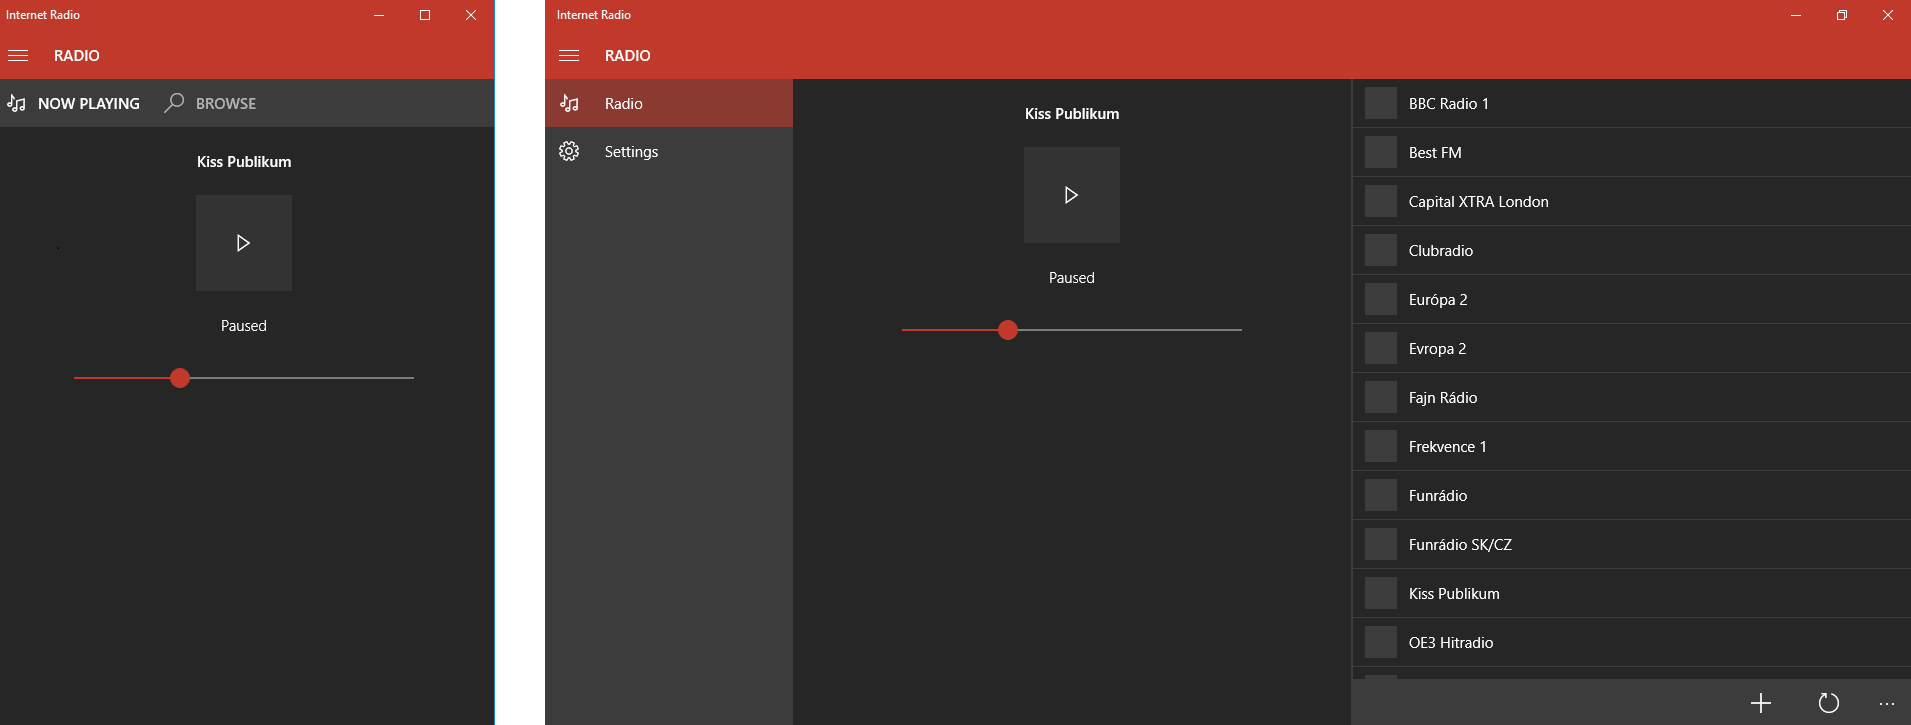 Internet Radio
RADIO
NOW PLAYING BROWSE
Kiss Publikum
Paused
Internet Radio
RADIO
Radio
Settings
Kiss Publikum
Paused
BBC Radio 1
Best FM
Capital XTRA London
Clubradio
Európa 2
Evropa 2
Fajn Rádio
Frekvence 1
Funrádio
Funrádio SK/CZ
Kiss Publikum
OE3 Hitradio